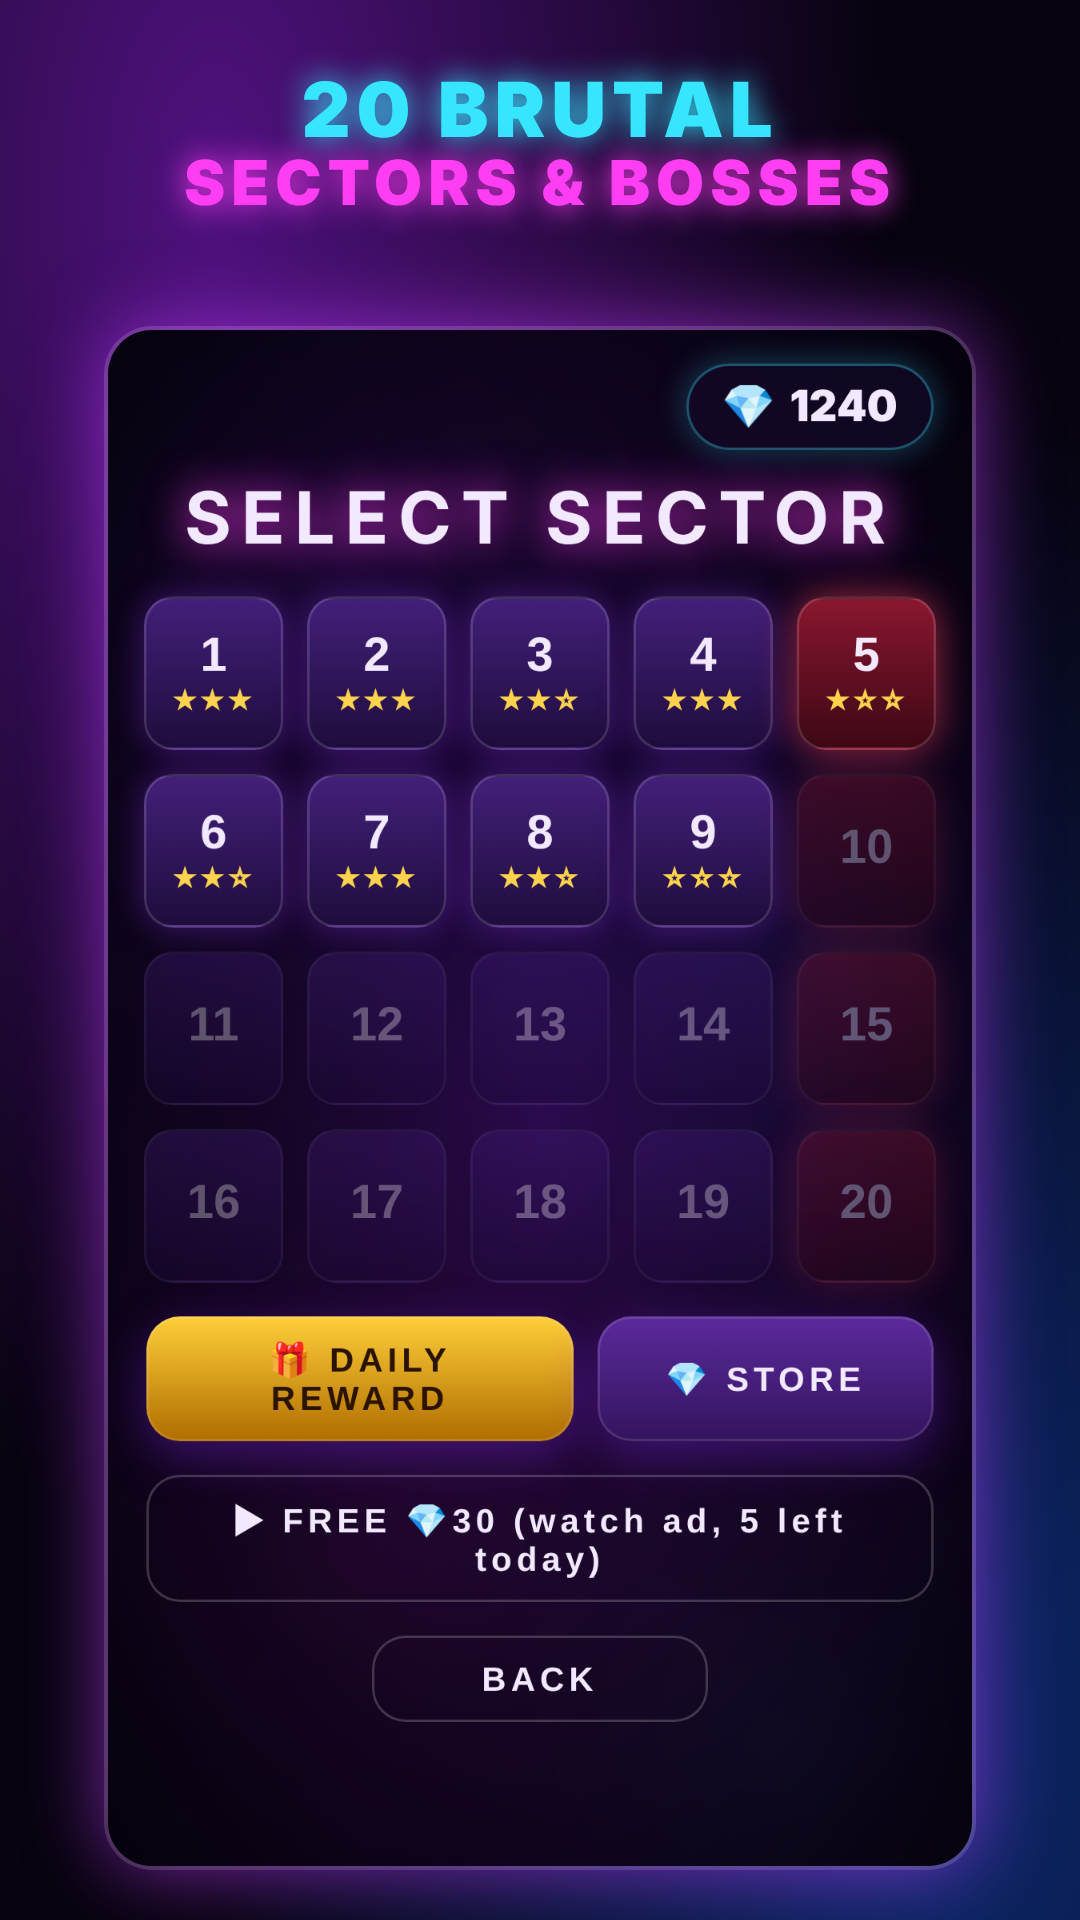 20 BRUTAL
SECTORS & BOSSES
💎 1240
SELECT SECTOR
1 2 3 4 5
★★★ ★★★ ★★☆ ★★★ ★☆☆
6 7 8 9 10
★★☆ ★★★ ★★☆ ☆☆☆
11 12 13 14 15
16 17 18 19 20
🎁 DAILY
REWARD
💎 STORE
▶ FREE 💎30 (watch ad, 5 left
today)
BACK